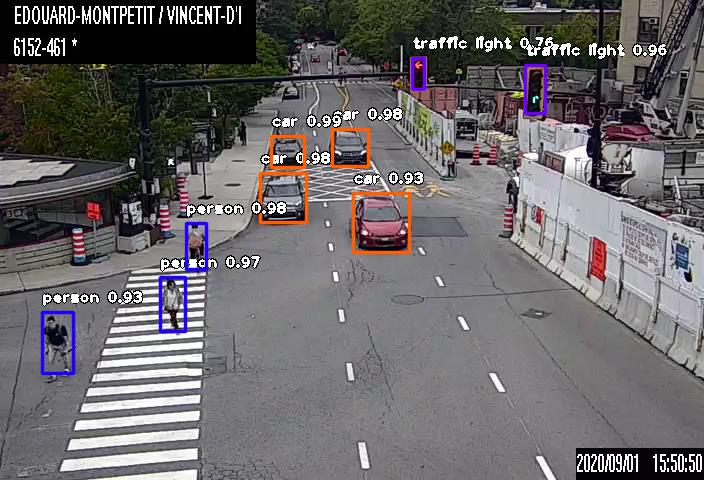 EDOUARD-MONTPETIT / VINCENT-D'I
6152-461 *
traffic light 0.76
traffic light 0.96
car 0.99
car 0.98
car 0.98
car 0.93
person 0.98
person 0.97
person 0.93
2020/09/01 15:50:50